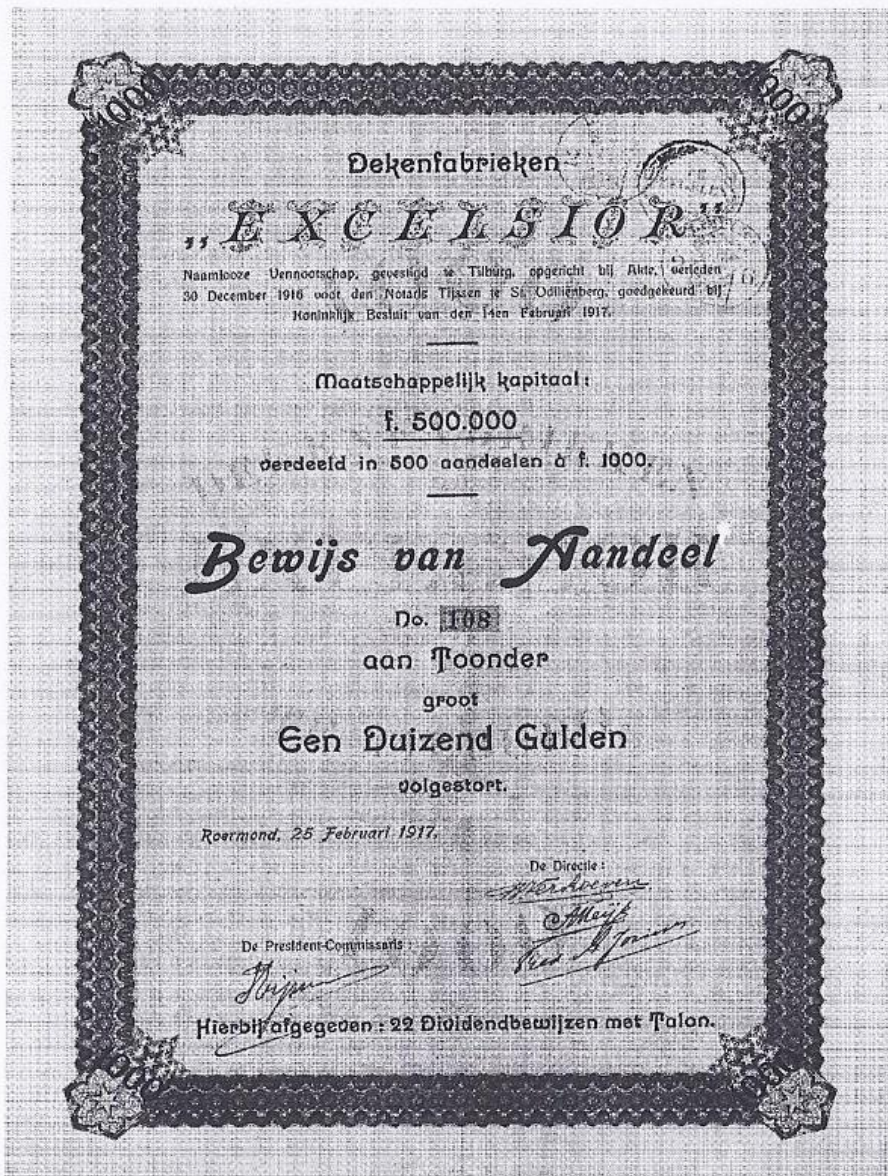 1000
000
Dekenfabrieken
„EXCELSIOR”
Naamlooze Vennootschap, gevestigd te Tilburg, opgericht bij Akte, verleden
30 December 1916 voor den Notaris Tijssen te St. Odiliënberg, goedgekeurd bij
Koninklijk Besluit van den 14en Februari 1917.
Maatschappelijk kapitaal:
f. 500.000
verdeeld in 500 aandeelen à f. 1000.
Bewijs van Aandeel
No. 108
aan Toonder
groot
Een Duizend Gulden
volgestort.
Roermond, 25 Februari 1917.
De Directie:
De President-Commissaris:
Hierbij afgegeven: 22 Dividendbewijzen met Talon.